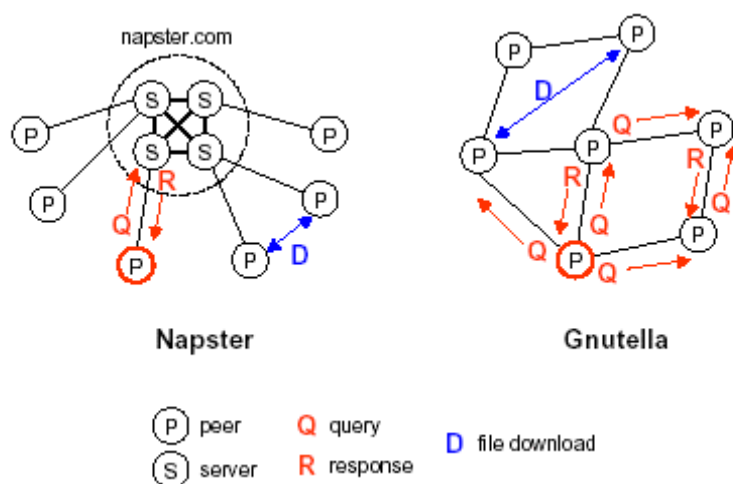 napster.com
P
P
S
S
P
D
P
P
S
S
Q
P
Q
P
P
R
R
R
Q
P
P
Q
Q
P
P
D
Q
P
Q
P
Napster
Gnutella
P peer
Q query
D file download
S server
R response